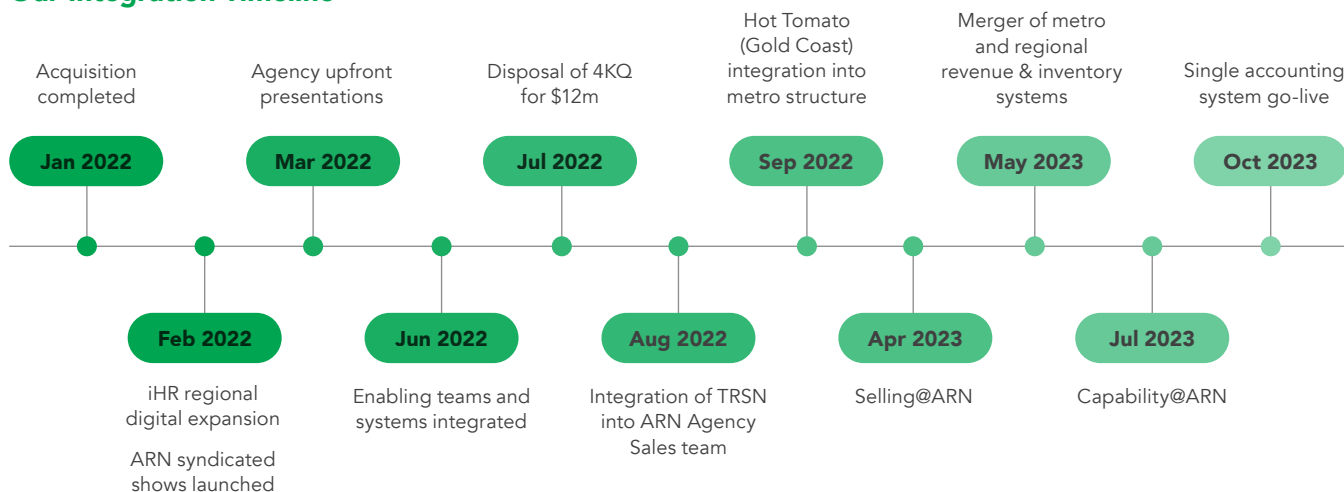 Our Integration Timeline
Acquisition
completed
Jan 2022
Feb 2022
iHR regional
digital expansion
ARN syndicated
shows launched
Agency upfront
presentations
Mar 2022
Jun 2022
Enabling teams and
systems integrated
Disposal of 4KQ
for $12m
Jul 2022
Aug 2022
Integration of TRSN
into ARN Agency
Sales team
Hot Tomato
(Gold Coast)
integration into
metro structure
Sep 2022
Apr 2023
Selling@ARN
Merger of metro
and regional
revenue & inventory
systems
May 2023
Jul 2023
Capability@ARN
Single accounting
system go-live
Oct 2023